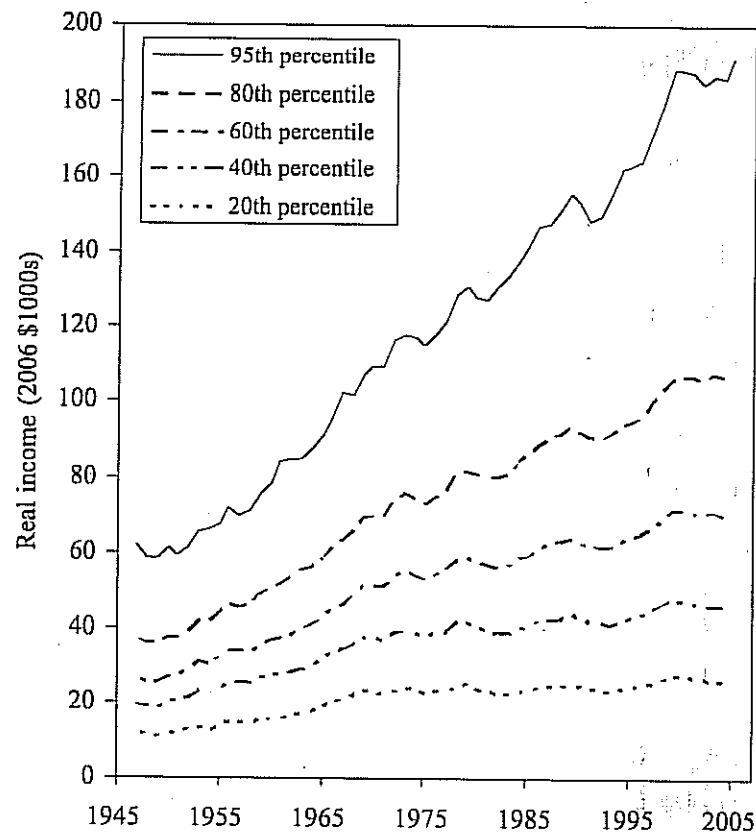 200
180
160
140
120
100
80
60
40
20
0
Real income (2006 $1000s)
95th percentile
80th percentile
60th percentile
40th percentile
20th percentile
1945 1955 1965 1975 1985 1995 2005